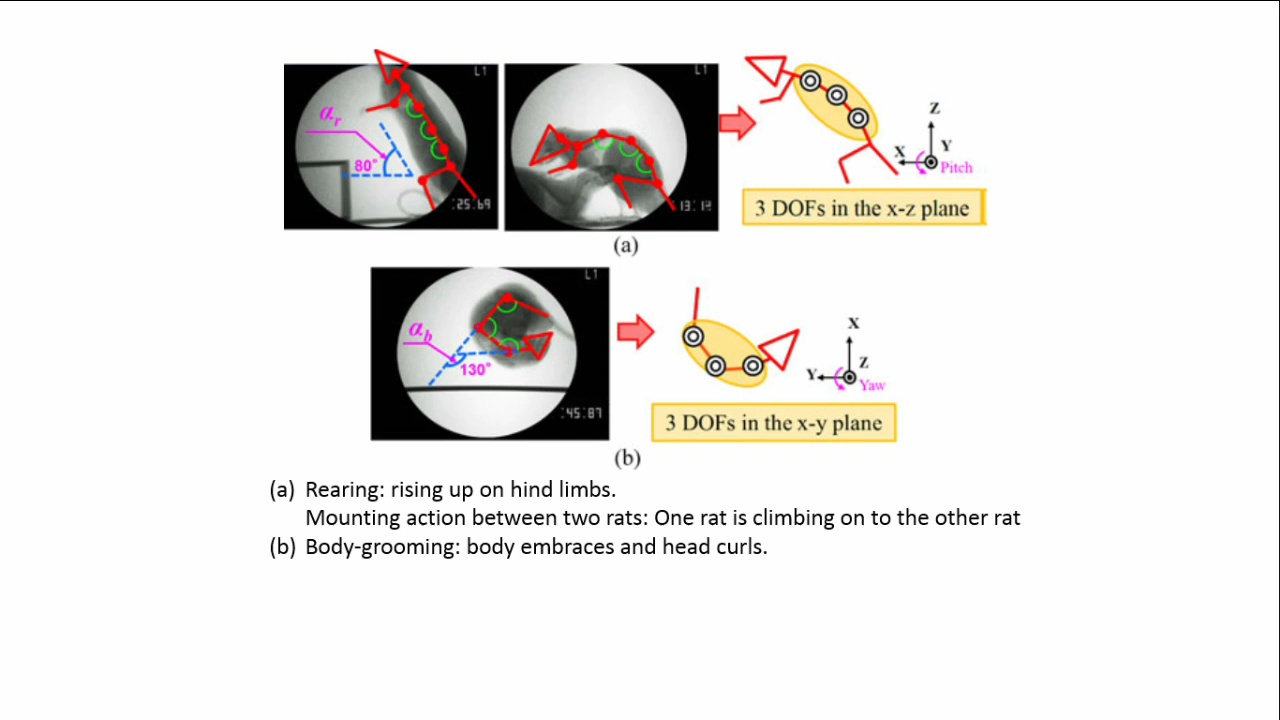 L1
L1
αr
80°
:25:69
13:
Z
X
Y
Pitch
3 DOFs in the x-z plane
(a)
L1
αb
130°
:45:87
X
Y
Z
Yaw
3 DOFs in the x-y plane
(b)
(a) Rearing: rising up on hind limbs.
Mounting action between two rats: One rat is climbing on to the other rat
(b) Body-grooming: body embraces and head curls.